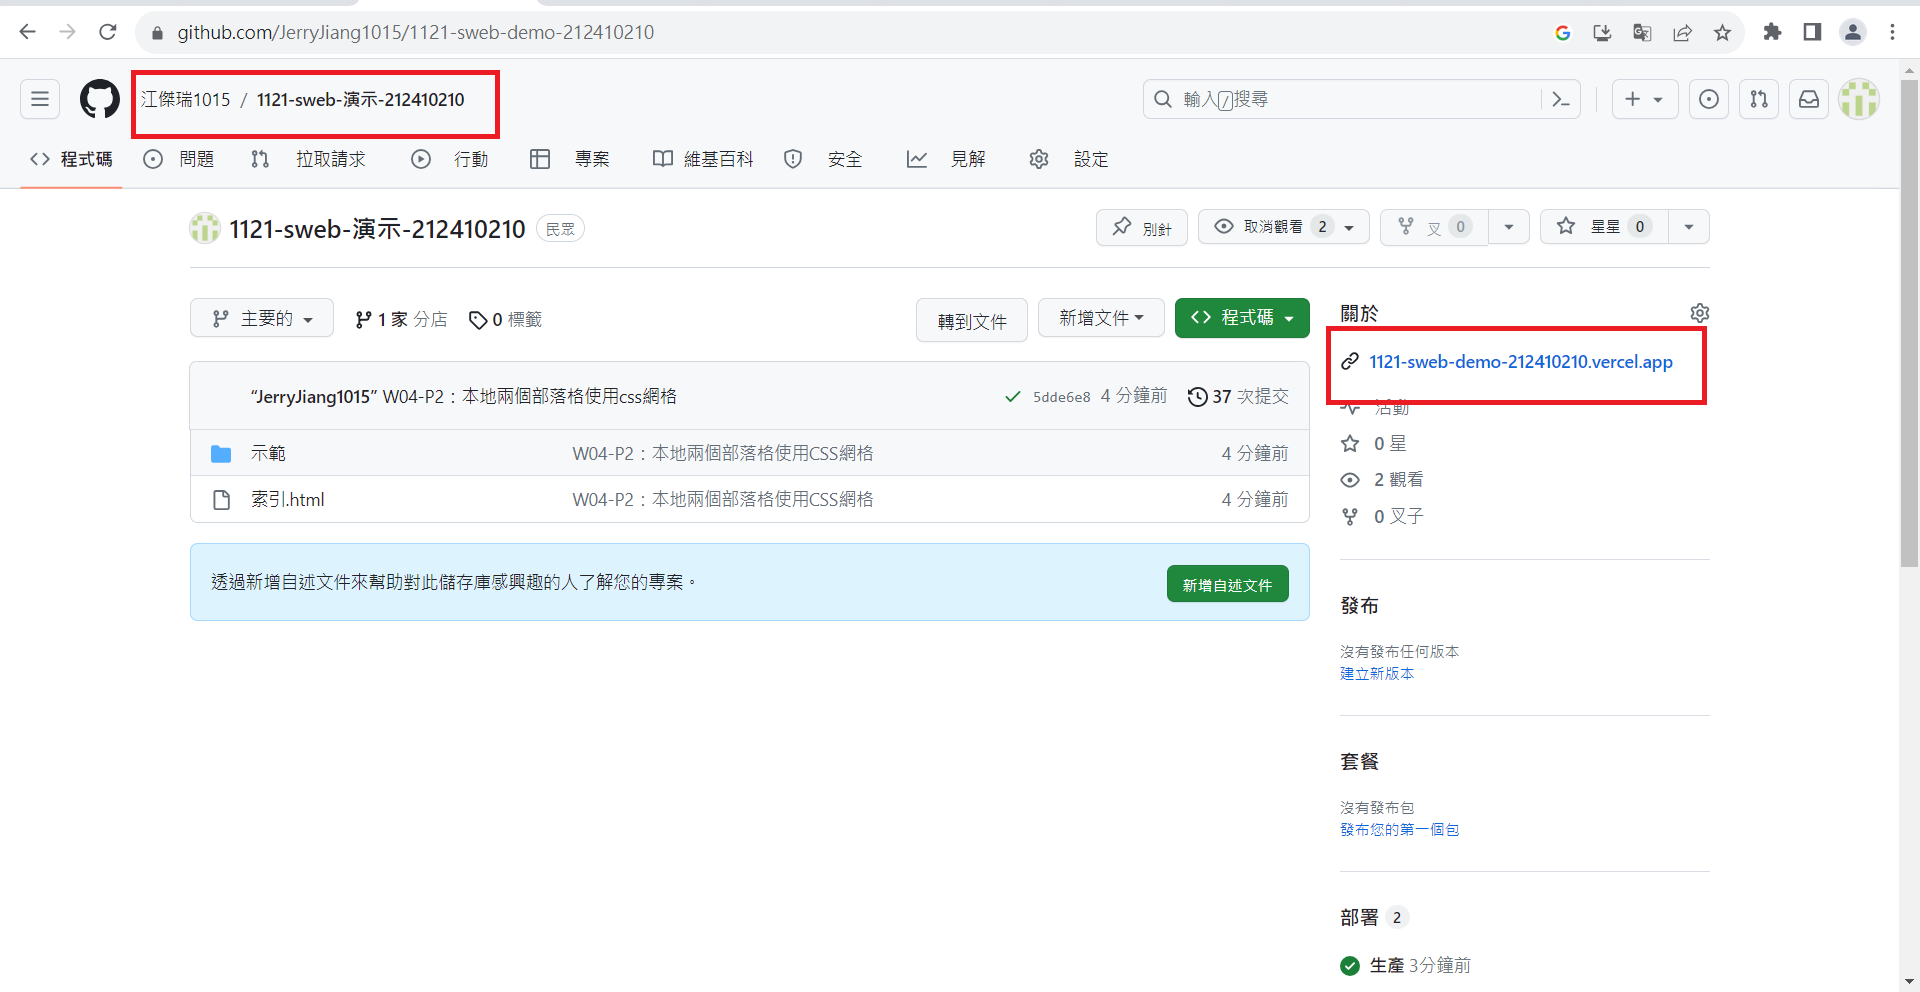 github.com/JerryJiang1015/1121-sweb-demo-212410210
江傑瑞1015 / 1121-sweb-演示-212410210
輸入/搜尋
程式碼 問題 拉取請求 行動 專案 維基百科 安全 見解 設定
1121-sweb-演示-212410210 民眾
別針 取消觀看 2 叉 0 星星 0
主要的 1 家 分店 0 標籤 轉到文件 新增文件 程式碼
“JerryJiang1015” W04-P2：本地兩個部落格使用css網格 5dde6e8 4 分鐘前 37 次提交
示範 W04-P2：本地兩個部落格使用CSS網格 4 分鐘前
索引.html W04-P2：本地兩個部落格使用CSS網格 4 分鐘前
透過新增自述文件來幫助對此儲存庫感興趣的人了解您的專案。 新增自述文件
關於
1121-sweb-demo-212410210.vercel.app
活動
0 星
2 觀看
0 叉子
發布
沒有發布任何版本
建立新版本
套餐
沒有發布包
發布您的第一個包
部署 2
生產 3分鐘前